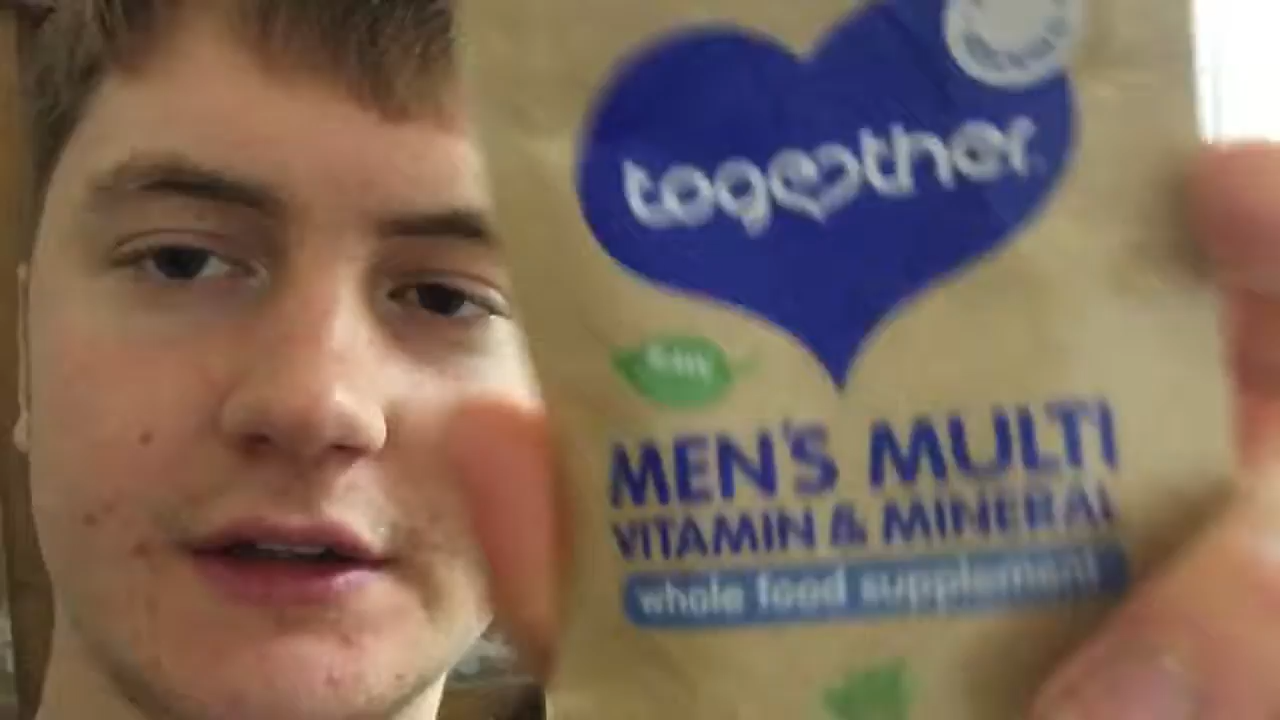 together
MEN'S MULTI
VITAMIN & MINERAL
whole food supplement